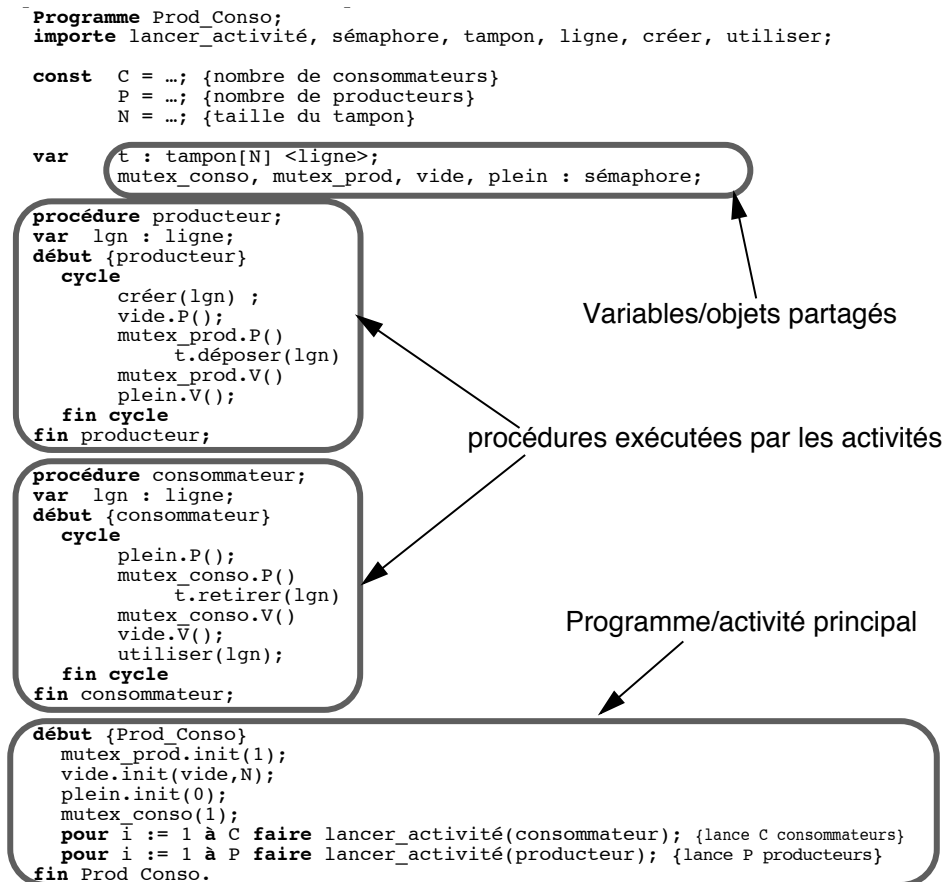 Programme Prod_Conso;
importe lancer_activité, sémaphore, tampon, ligne, créer, utiliser;
const C = …; {nombre de consommateurs}
P = …; {nombre de producteurs}
N = …; {taille du tampon}
var t : tampon[N] <ligne>;
mutex_conso, mutex_prod, vide, plein : sémaphore;
procédure producteur;
var lgn : ligne;
début {producteur}
cycle
créer(lgn) ;
vide.P();
mutex_prod.P()
t.déposer(lgn)
mutex_prod.V()
plein.V();
fin cycle
fin producteur;
Variables/objets partagés
procédures exécutées par les activités
procédure consommateur;
var lgn : ligne;
début {consommateur}
cycle
plein.P();
mutex_conso.P()
t.retirer(lgn)
mutex_conso.V()
vide.V();
utiliser(lgn);
fin cycle
fin consommateur;
Programme/activité principal
début {Prod_Conso}
mutex_prod.init(1);
vide.init(vide,N);
plein.init(0);
mutex_conso(1);
pour i := 1 à C faire lancer_activité(consommateur); {lance C consommateurs}
pour i := 1 à P faire lancer_activité(producteur); {lance P producteurs}
fin Prod_Conso.